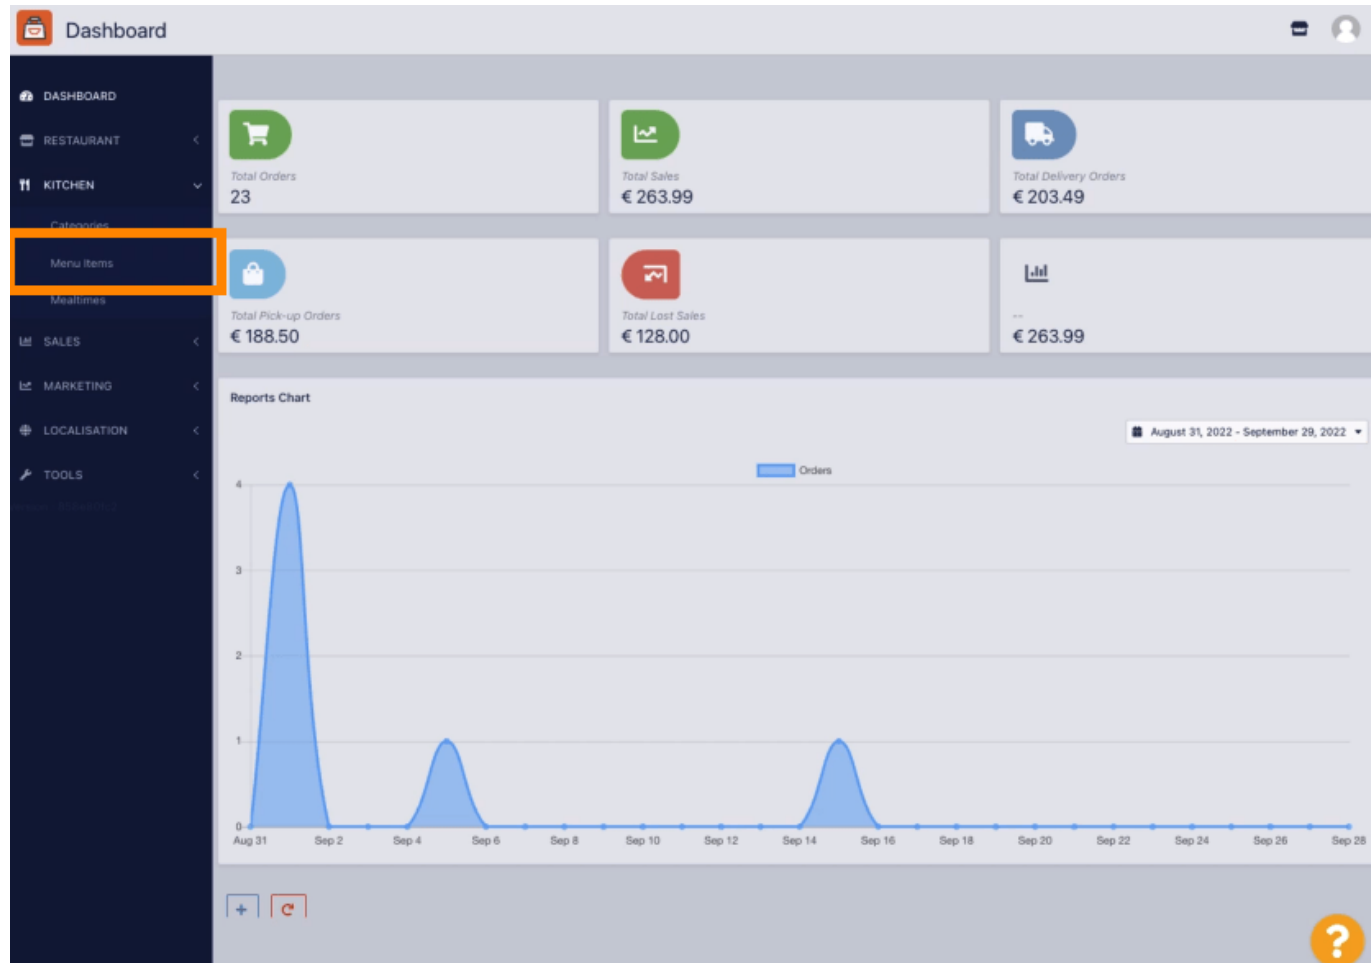 Dashboard
DASHBOARD
RESTAURANT
KITCHEN
Categories
Menu Items
Mealtimes
SALES
MARKETING
LOCALISATION
TOOLS
Total Orders
23
Total Sales
€ 263.99
Total Delivery Orders
€ 203.49
Total Pick-up Orders
€ 188.50
Total Lost Sales
€ 128.00
--
€ 263.99
Reports Chart
August 31, 2022 - September 29, 2022
Orders
4
3
2
1
0
Aug 31 Sep 2 Sep 4 Sep 6 Sep 8 Sep 10 Sep 12 Sep 14 Sep 16 Sep 18 Sep 20 Sep 22 Sep 24 Sep 26 Sep 28
+
?